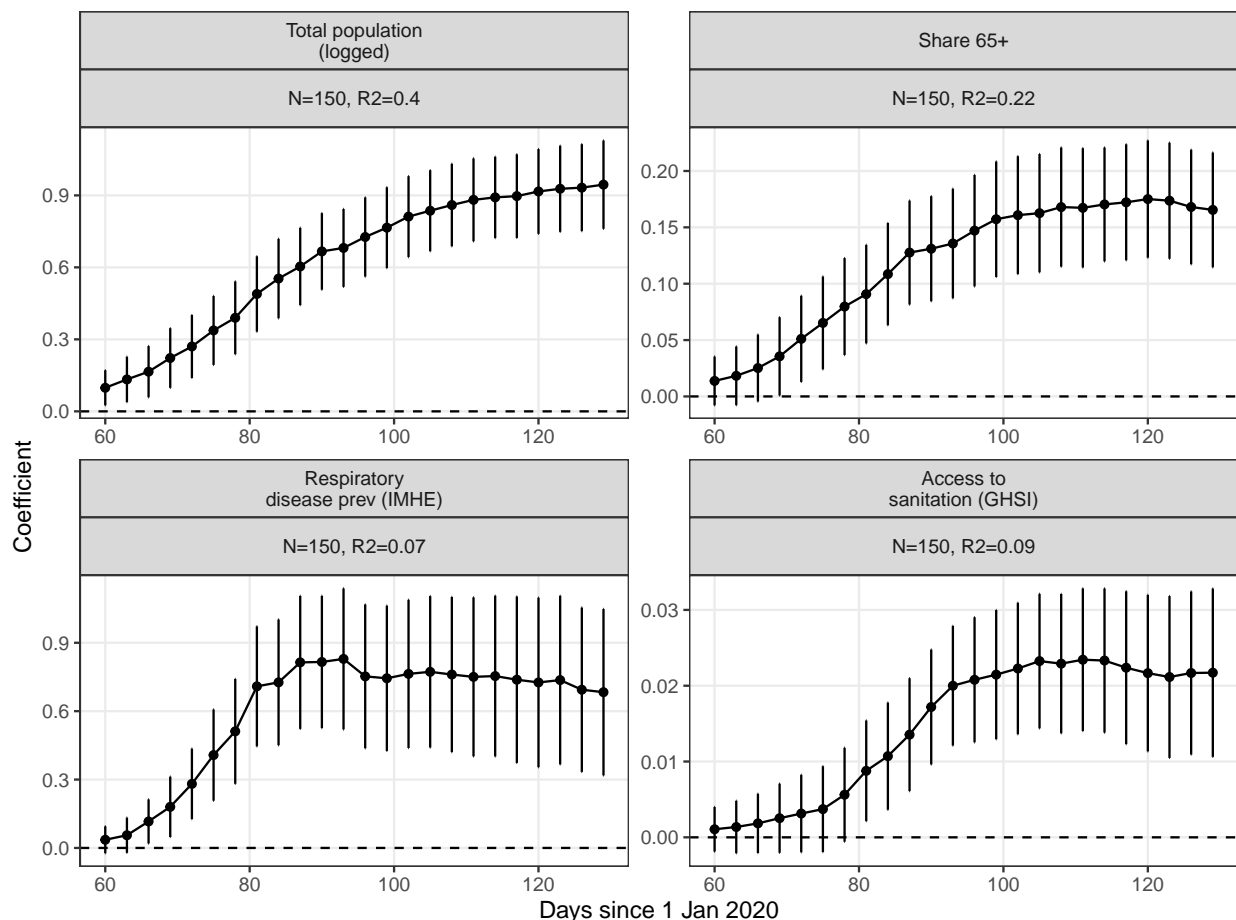 Total population
(logged)
N=150, R2=0.4
Share 65+
N=150, R2=0.22
0.9
0.6
0.3
0.0
60
80
100
120
0.20
0.15
0.10
0.05
0.00
60
80
100
120
Coefficient
Respiratory
disease prev (IMHE)
N=150, R2=0.07
Access to
sanitation (GHSI)
N=150, R2=0.09
0.9
0.6
0.3
0.0
60
80
100
120
0.03
0.02
0.01
0.00
60
80
100
120
Days since 1 Jan 2020